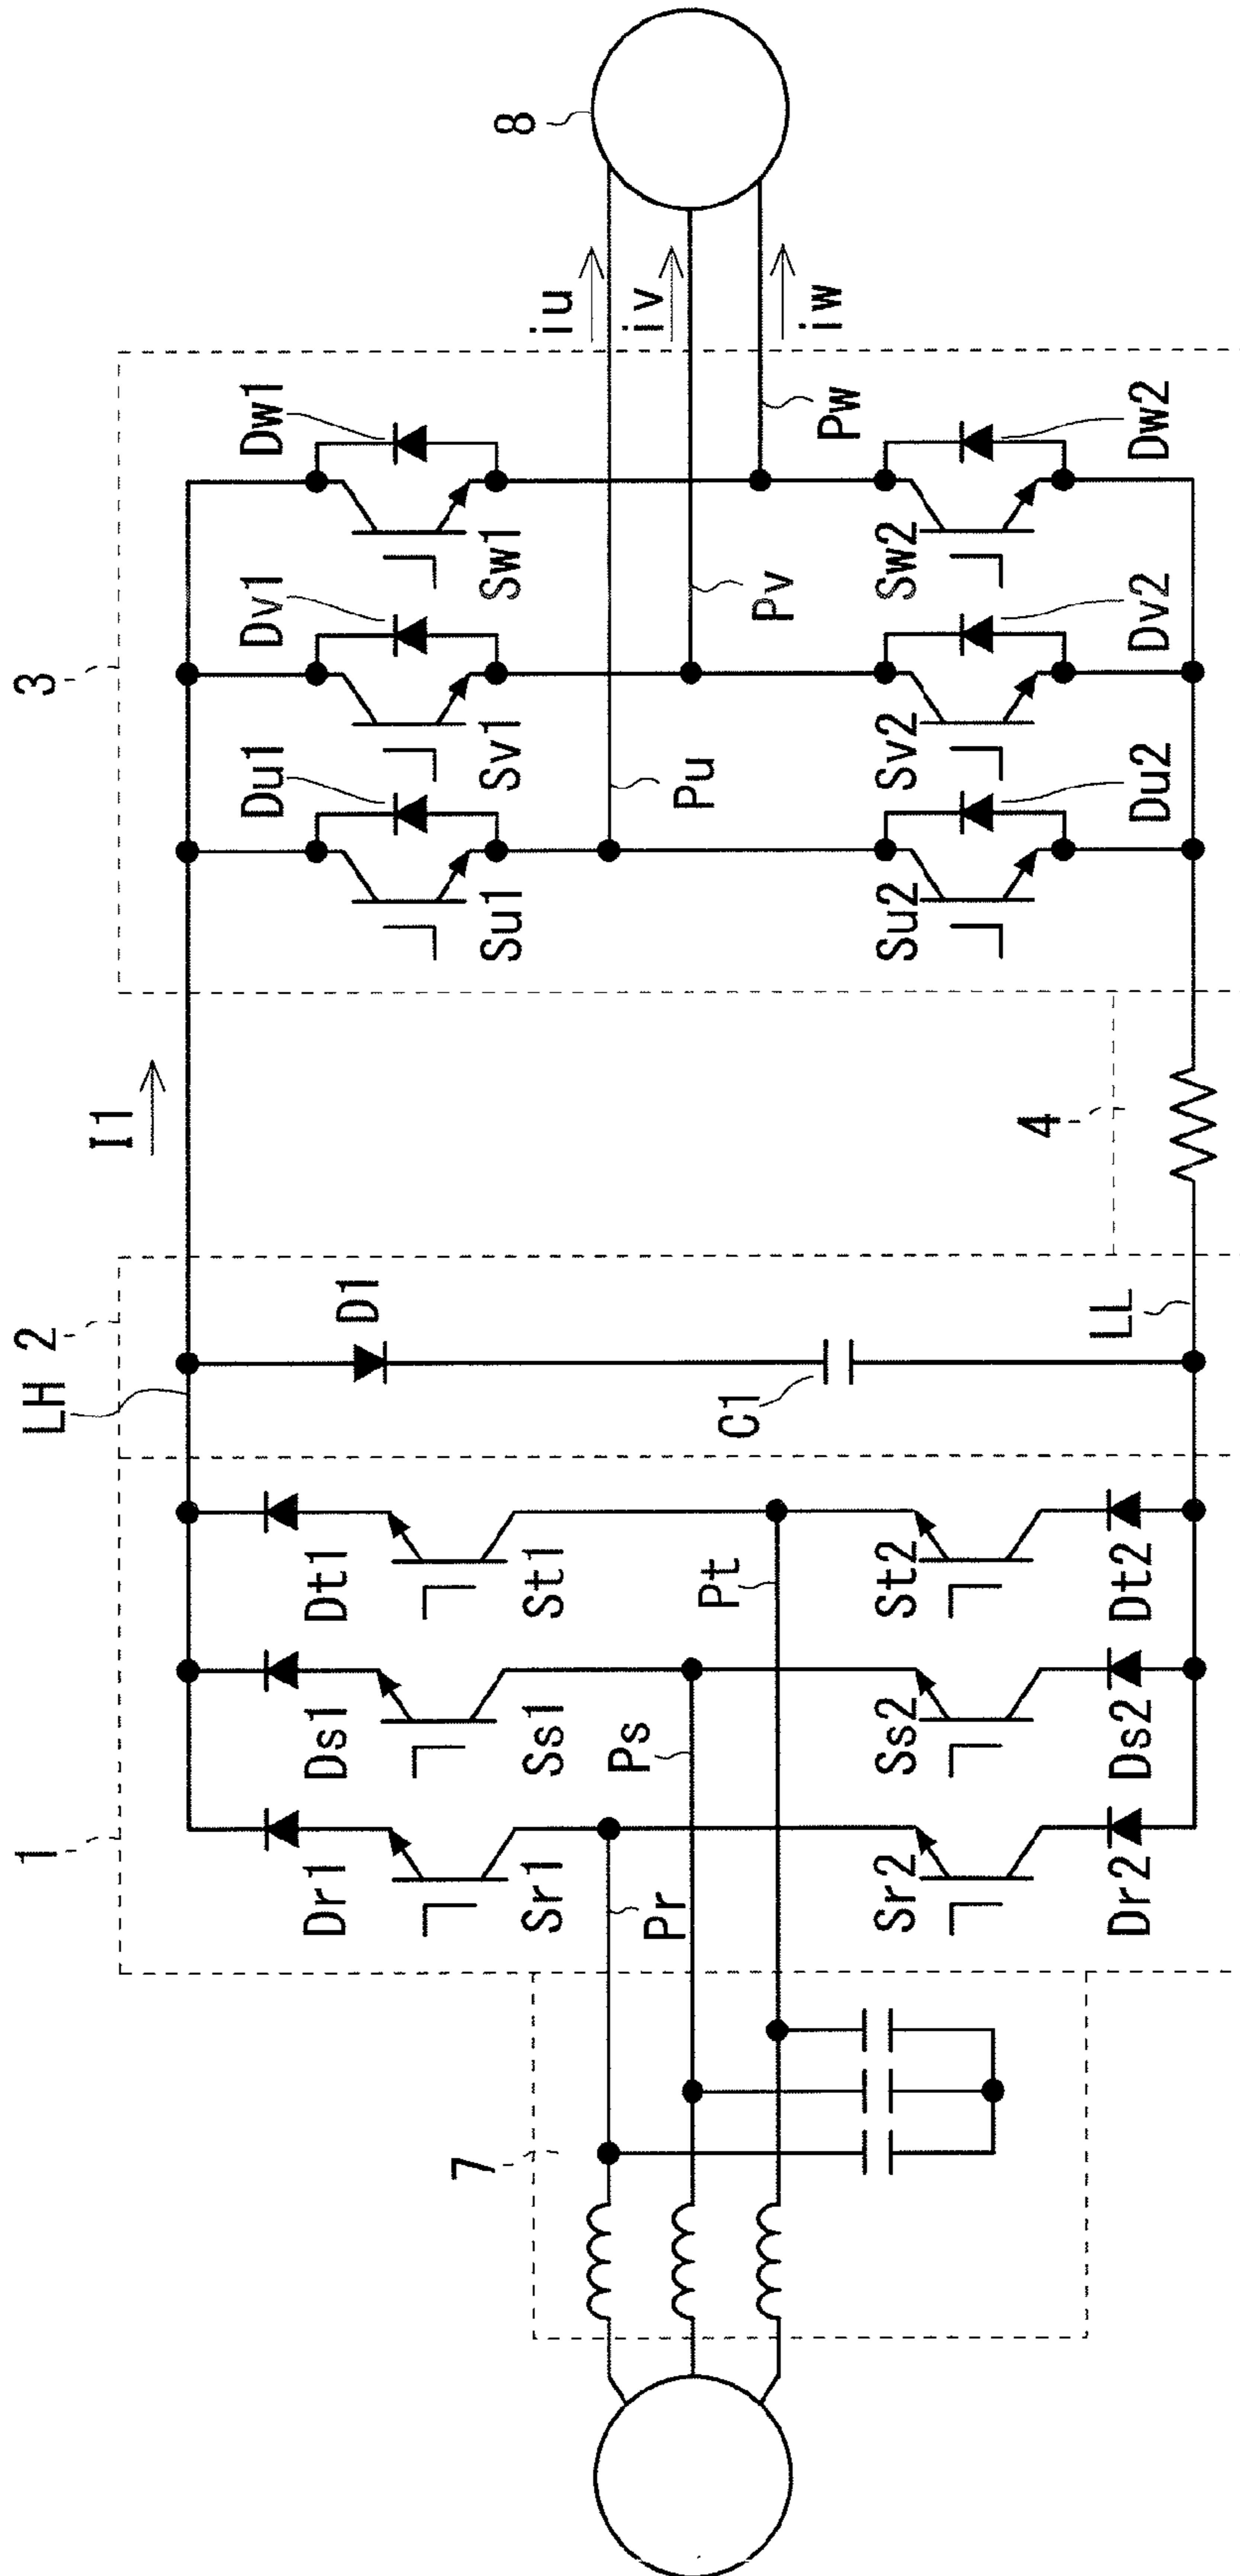 1
LH
2
3
I1
iu
iv
iw
8
Dr1
Ds1
Dt1
D1
Du1
Dv1
Dw1
Sr1
Ss1
St1
Su1
Sv1
Sw1
7
Pr
Ps
Pt
Pu
Pv
Pw
C1
LL
4
Sr2
Ss2
St2
Su2
Sv2
Sw2
Dr2
Ds2
Dt2
Du2
Dv2
Dw2